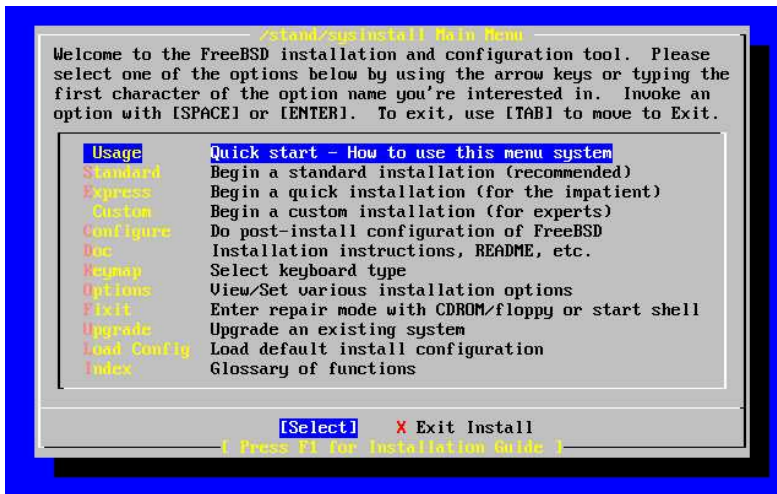 /stand/sysinstall Main Menu
Welcome to the FreeBSD installation and configuration tool.  Please
select one of the options below by using the arrow keys or typing the
first character of the option name you're interested in.  Invoke an
option with [SPACE] or [ENTER].  To exit, use [TAB] to move to Exit.
Usage Quick start - How to use this menu system
Standard Begin a standard installation (recommended)
Express Begin a quick installation (for the impatient)
Custom Begin a custom installation (for experts)
Configure Do post-install configuration of FreeBSD
Doc Installation instructions, README, etc.
Keymap Select keyboard type
Options View/Set various installation options
Fixit Enter repair mode with CDROM/floppy or start shell
Upgrade Upgrade an existing system
Load Config Load default install configuration
Index Glossary of functions
[Select] X Exit Install
[ Press F1 for Installation Guide ]